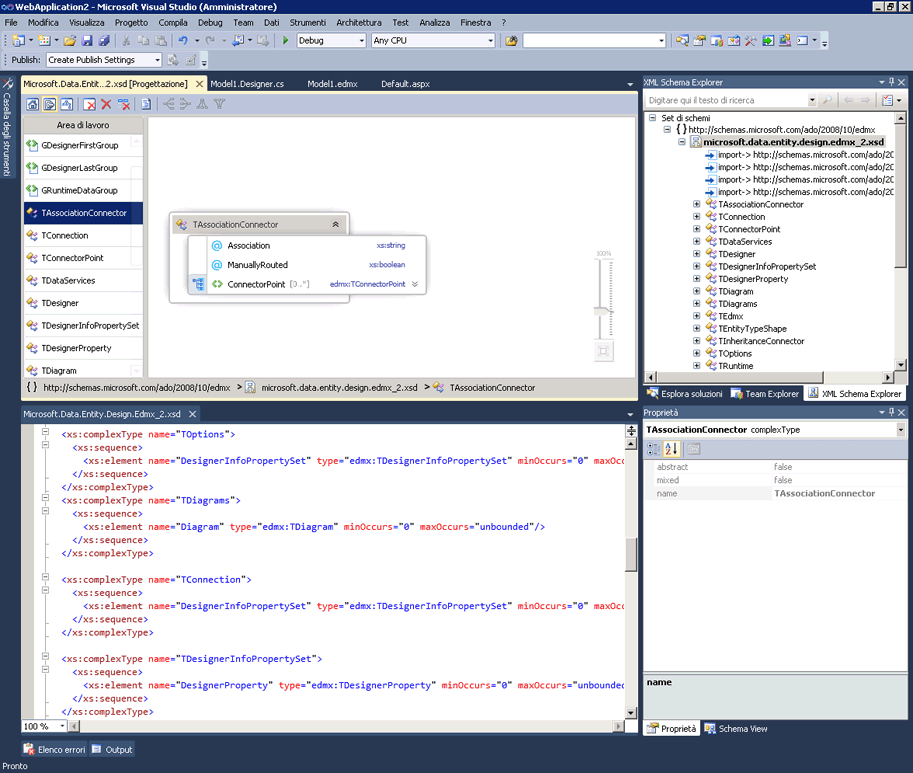 WebApplication2 - Microsoft Visual Studio (Amministratore)
File Modifica Visualizza Progetto Compila Debug Team Dati Strumenti Architettura Test Analizza Finestra ?
Debug Any CPU
Publish: Create Publish Settings
Casella degli strumenti
Microsoft.Data.Entit...2.xsd [Progettazione] Model1.Designer.cs Model1.edmx Default.aspx
Area di lavoro
GDesignerFirstGroup
GDesignerLastGroup
GRuntimeDataGroup
TAssociationConnector
TConnection
TConnectorPoint
TDataServices
TDesigner
TDesignerInfoPropertySet
TDesignerProperty
TDiagram
TAssociationConnector
Association xs:string
ManuallyRouted xs:boolean
ConnectorPoint [0..*] edmx:TConnectorPoint
100%
{ } http://schemas.microsoft.com/ado/2008/10/edmx > microsoft.data.entity.design.edmx_2.xsd > TAssociationConnector
XML Schema Explorer
Digitare qui il testo di ricerca
Set di schemi
{ } http://schemas.microsoft.com/ado/2008/10/edmx
microsoft.data.entity.design.edmx_2.xsd
import-> http://schemas.microsoft.com/ado/20
import-> http://schemas.microsoft.com/ado/20
import-> http://schemas.microsoft.com/ado/20
import-> http://schemas.microsoft.com/ado/20
TAssociationConnector
TConnection
TConnectorPoint
TDataServices
TDesigner
TDesignerInfoPropertySet
TDesignerProperty
TDiagram
TDiagrams
TEdmx
TEntityTypeShape
TInheritanceConnector
TOptions
TRuntime
Esplora soluzioni Team Explorer XML Schema Explorer
Microsoft.Data.Entity.Design.Edmx_2.xsd
<xs:complexType name="TOptions">
<xs:sequence>
<xs:element name="DesignerInfoPropertySet" type="edmx:TDesignerInfoPropertySet" minOccurs="0" maxOcc
</xs:sequence>
</xs:complexType>
<xs:complexType name="TDiagrams">
<xs:sequence>
<xs:element name="Diagram" type="edmx:TDiagram" minOccurs="0" maxOccurs="unbounded"/>
</xs:sequence>
</xs:complexType>
<xs:complexType name="TConnection">
<xs:sequence>
<xs:element name="DesignerInfoPropertySet" type="edmx:TDesignerInfoPropertySet" minOccurs="0" maxOcc
</xs:sequence>
</xs:complexType>
<xs:complexType name="TDesignerInfoPropertySet">
<xs:sequence>
<xs:element name="DesignerProperty" type="edmx:TDesignerProperty" minOccurs="0" maxOccurs="unbounded
</xs:sequence>
</xs:complexType>
100 %
Proprietà
TAssociationConnector complexType
abstract false
mixed false
name TAssociationConnector
name
Proprietà Schema View
Elenco errori Output
Pronto